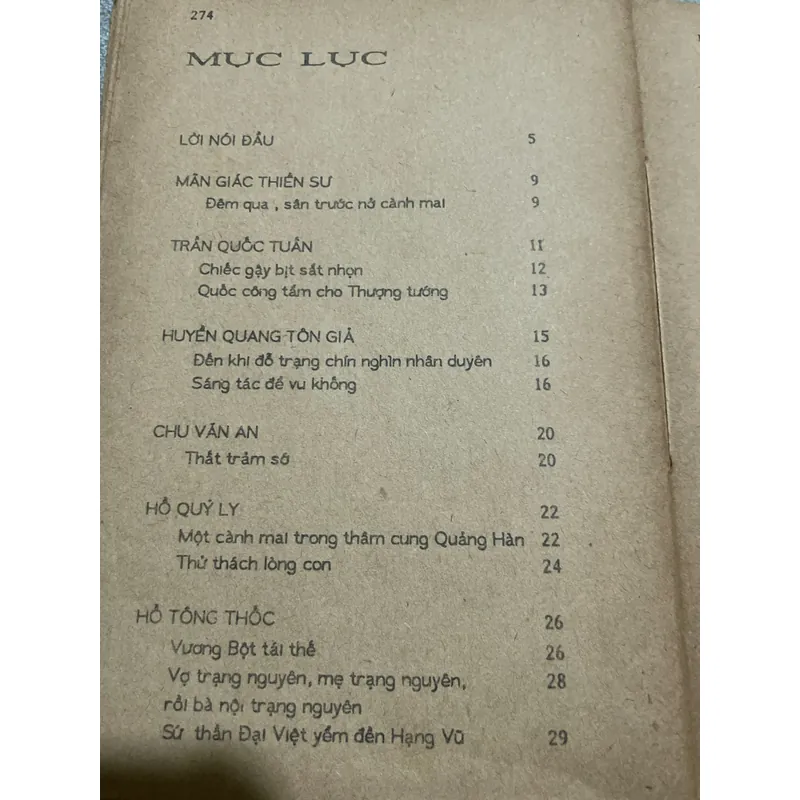 274
MỤC LỤC
LỜI NÓI ĐẦU 5
MÃN GIÁC THIỀN SƯ 9
Đêm qua , sân trước nở cành mai 9
TRẦN QUỐC TUẤN 11
Chiếc gậy bịt sắt nhọn 12
Quốc công tắm cho Thượng tướng 13
HUYỀN QUANG TÔN GIẢ 15
Đến khi đỗ trạng chín nghìn nhân duyên 16
Sáng tác để vu khống 16
CHU VĂN AN 20
Thất trảm sớ 20
HỒ QUÝ LY 22
Một cành mai trong thâm cung Quảng Hàn 22
Thử thách lòng con 24
HỒ TÔNG THỐC 26
Vương Bột tái thế 26
Vợ trạng nguyên, mẹ trạng nguyên, 28
rồi bà nội trạng nguyên
Sứ thần Đại Việt yểm đền Hạng Vũ 29